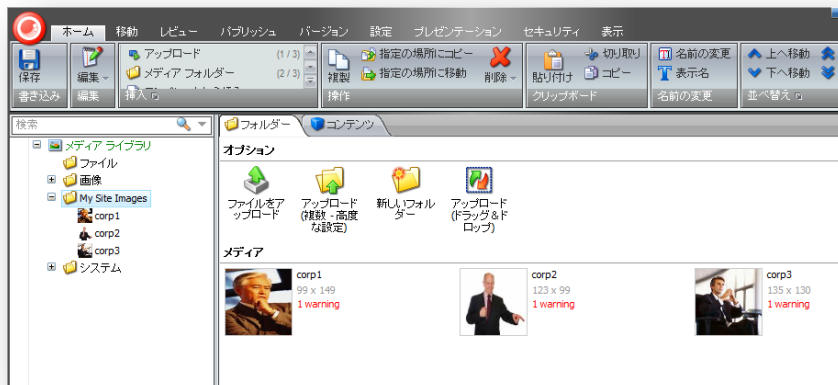 ホーム 移動 レビュー パブリッシュ バージョン 設定 プレゼンテーション セキュリティ 表示
保存
書き込み
編集
編集
アップロード (1 / 3)
メディア フォルダー (2 / 3)
挿入
複製
指定の場所にコピー
指定の場所に移動
削除
操作
貼り付け
切り取り
コピー
クリップボード
名前の変更
表示名
名前の変更
上へ移動
下へ移動
並べ替え
検索
メディア ライブラリ
ファイル
画像
My Site Images
corp1
corp2
corp3
システム
フォルダー コンテンツ
オプション
ファイルをア
ップロード
アップロード
(複数 - 高度
な設定)
新しいフォル
ダー
アップロード
(ドラッグ&ド
ロップ)
メディア
corp1
99 x 149
1 warning
corp2
123 x 99
1 warning
corp3
135 x 130
1 warning